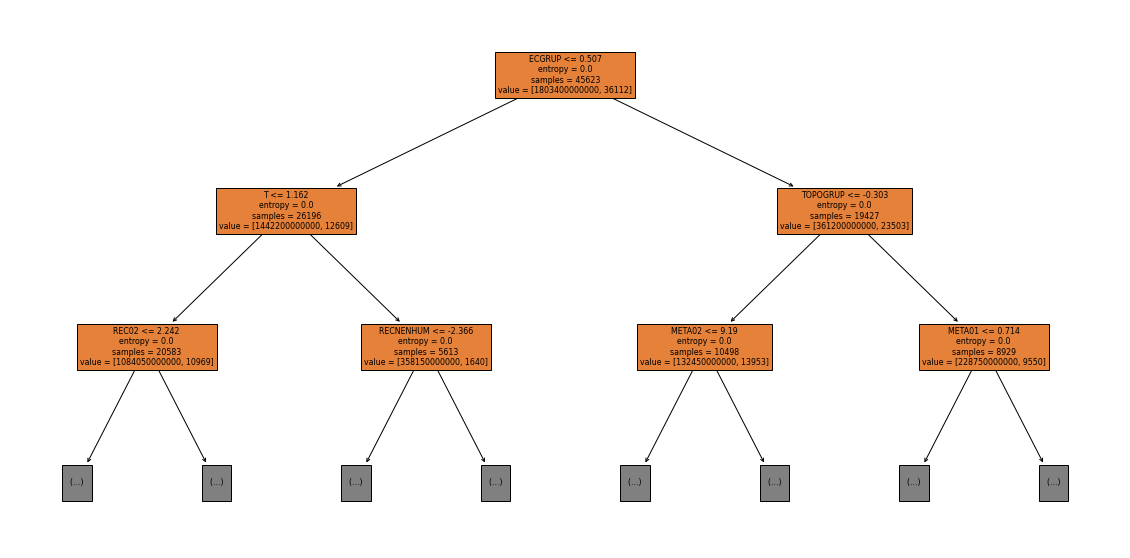 ECGRUP <= 0.507
entropy = 0.0
samples = 45623
value = [1803400000000, 36112]
T <= 1.162
entropy = 0.0
samples = 26196
value = [1442200000000, 12609]
TOPOGRUP <= -0.303
entropy = 0.0
samples = 19427
value = [361200000000, 23503]
REC02 <= 2.242
entropy = 0.0
samples = 20583
value = [1084050000000, 10969]
RECNENHUM <= -2.366
entropy = 0.0
samples = 5613
value = [358150000000, 1640]
META02 <= 9.19
entropy = 0.0
samples = 10498
value = [132450000000, 13953]
META01 <= 0.714
entropy = 0.0
samples = 8929
value = [228750000000, 9550]
(...)
(...)
(...)
(...)
(...)
(...)
(...)
(...)